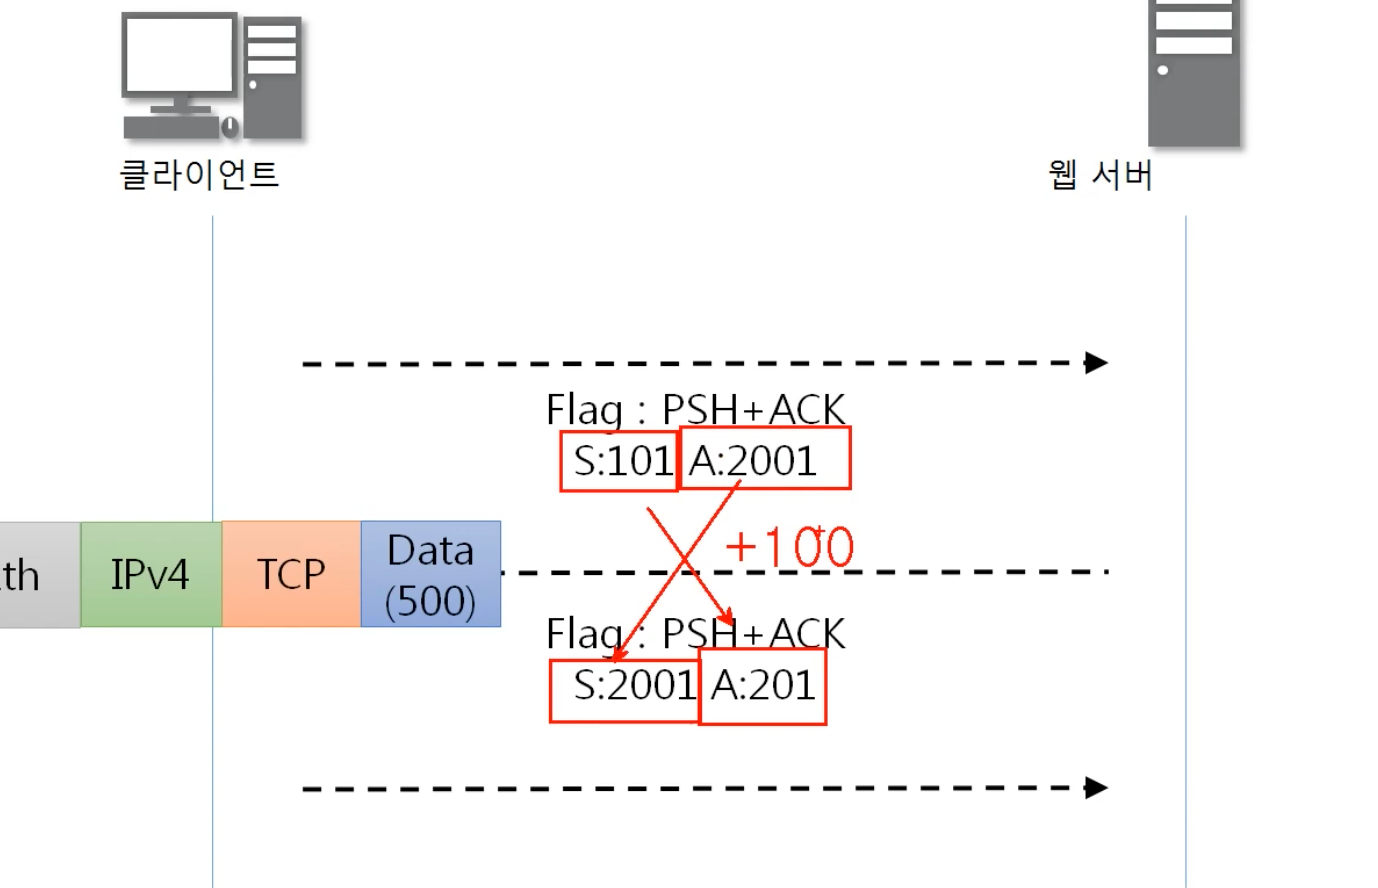 클라이언트
웹 서버
Flag : PSH+ACK
S:101 A:2001
+100
th
IPv4
TCP
Data
(500)
Flag : PSH+ACK
S:2001 A:201